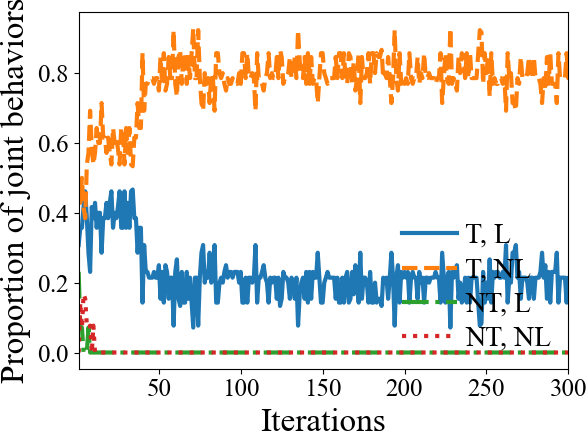 Proportion of joint behaviors
0.8
0.6
0.4
0.2
0.0
T, L
T, NL
NT, L
NT, NL
50 100 150 200 250 300
Iterations